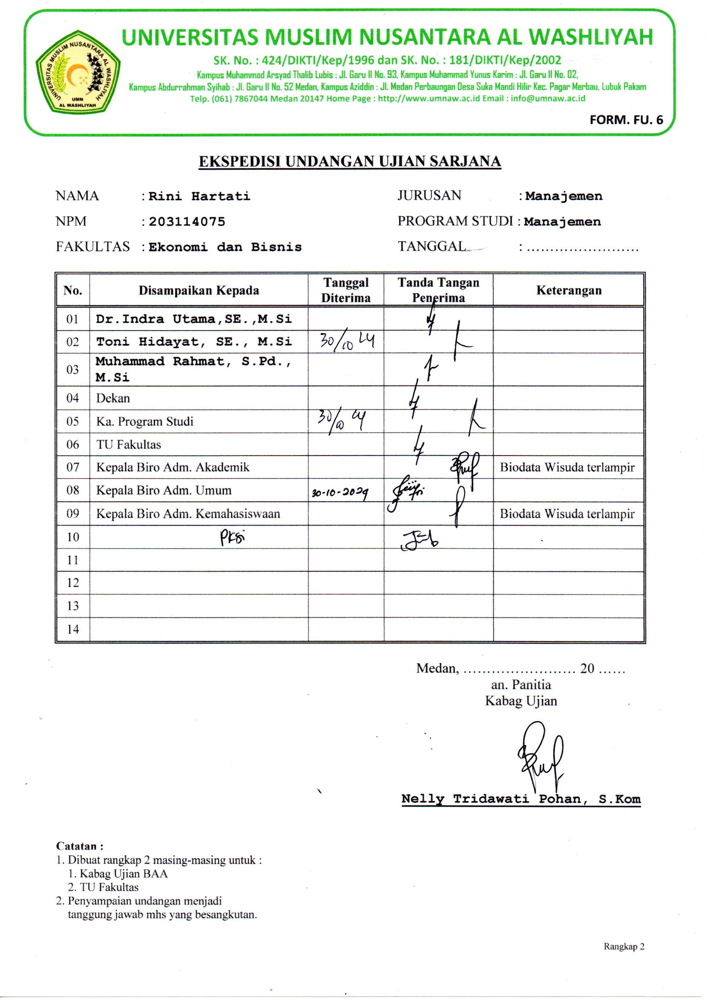 UNIVERSITAS MUSLIM NUSANTARA AL WASHLIYAH
UMN
AL WASHLIYAH
UNIVERSITAS MUSLIM NUSANTARA AL WASHLIYAH
SK. No. : 424/DIKTI/Kep/1996 dan SK. No. : 181/DIKTI/Kep/2002
Kampus Muhammad Arsyad Thalib Lubis : Jl. Garu II No. 93, Kampus Muhammad Yunus Karim : Jl. Garu II No. 02,
Kampus Abdurrahman Syihab : Jl. Garu II No. 52 Medan, Kampus Aziddin : Jl. Medan Perbaungan Desa Suka Mandi Hilir Kec. Pagar Merbau, Lubuk Pakam
Telp. (061) 7867044 Medan 20147 Home Page : http://www.umnaw.ac.id Email : info@umnaw.ac.id
FORM. FU. 6
EKSPEDISI UNDANGAN UJIAN SARJANA
NAMA : Rini Hartati JURUSAN : Manajemen
NPM : 203114075 PROGRAM STUDI : Manajemen
FAKULTAS : Ekonomi dan Bisnis TANGGAL : ........................
No. Disampaikan Kepada Tanggal Diterima Tanda Tangan Penerima Keterangan
01 Dr.Indra Utama,SE.,M.Si
02 Toni Hidayat, SE., M.Si 30/10 24
03 Muhammad Rahmat, S.Pd.,
M.Si
04 Dekan
05 Ka. Program Studi 30/10 24
06 TU Fakultas
07 Kepala Biro Adm. Akademik Biodata Wisuda terlampir
08 Kepala Biro Adm. Umum 30-10-2024
09 Kepala Biro Adm. Kemahasiswaan Biodata Wisuda terlampir
10 PKSi
11
12
13
14
Medan, ........................ 20 ......
an. Panitia
Kabag Ujian
Nelly Tridawati Pohan, S.Kom
Catatan :
1. Dibuat rangkap 2 masing-masing untuk :
1. Kabag Ujian BAA
2. TU Fakultas
2. Penyampaian undangan menjadi
tanggung jawab mhs yang besangkutan.
Rangkap 2